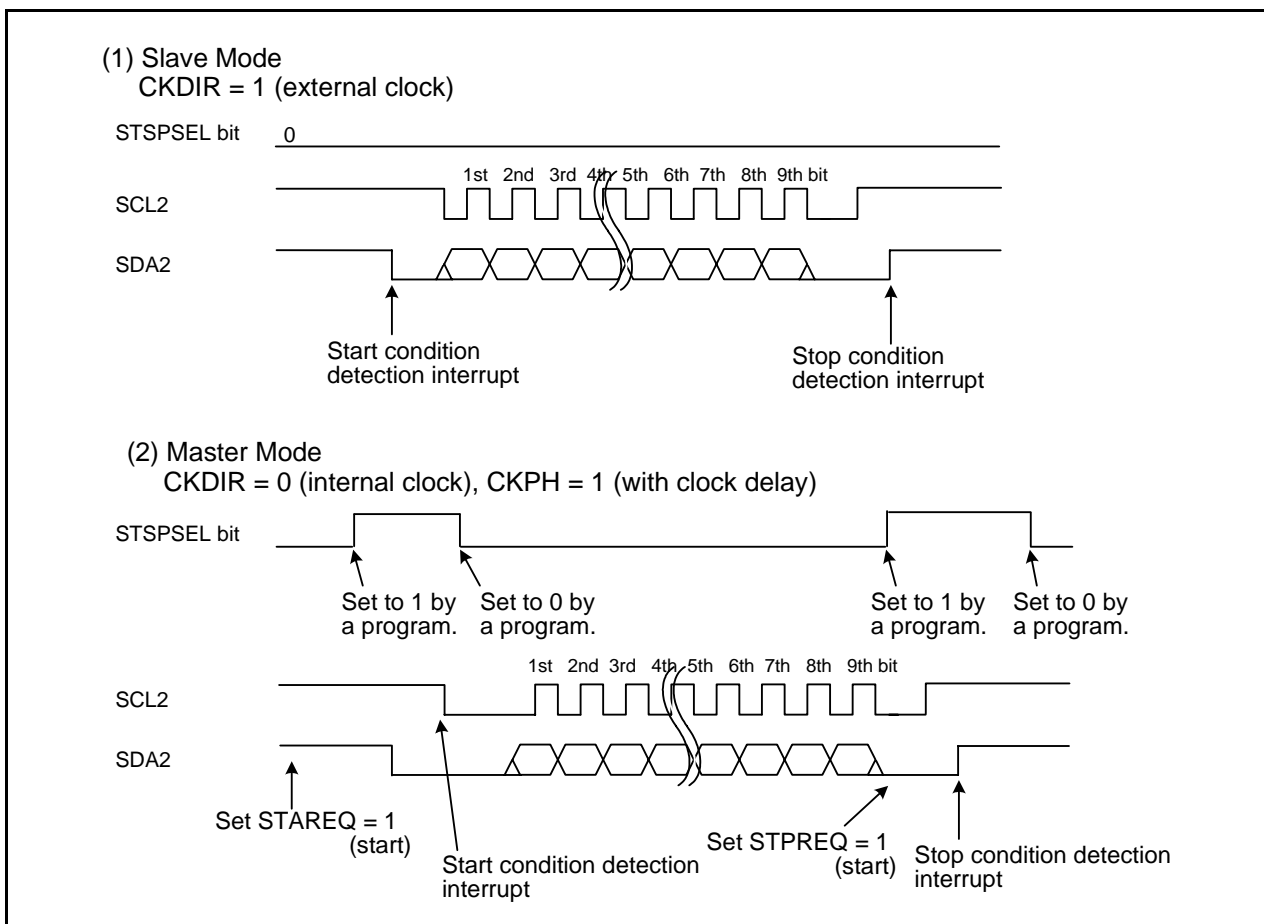 (1) Slave Mode
CKDIR = 1 (external clock)
STSPSEL bit
0
1st 2nd 3rd 4th 5th 6th 7th 8th 9th bit
SCL2
SDA2
Start condition
detection interrupt
Stop condition
detection interrupt
(2) Master Mode
CKDIR = 0 (internal clock), CKPH = 1 (with clock delay)
STSPSEL bit
Set to 1 by
a program.
Set to 0 by
a program.
Set to 1 by
a program.
Set to 0 by
a program.
1st 2nd 3rd 4th 5th 6th 7th 8th 9th bit
SCL2
SDA2
Set STAREQ = 1
(start)
Start condition detection
interrupt
Set STPREQ = 1
(start)
Stop condition detection
interrupt